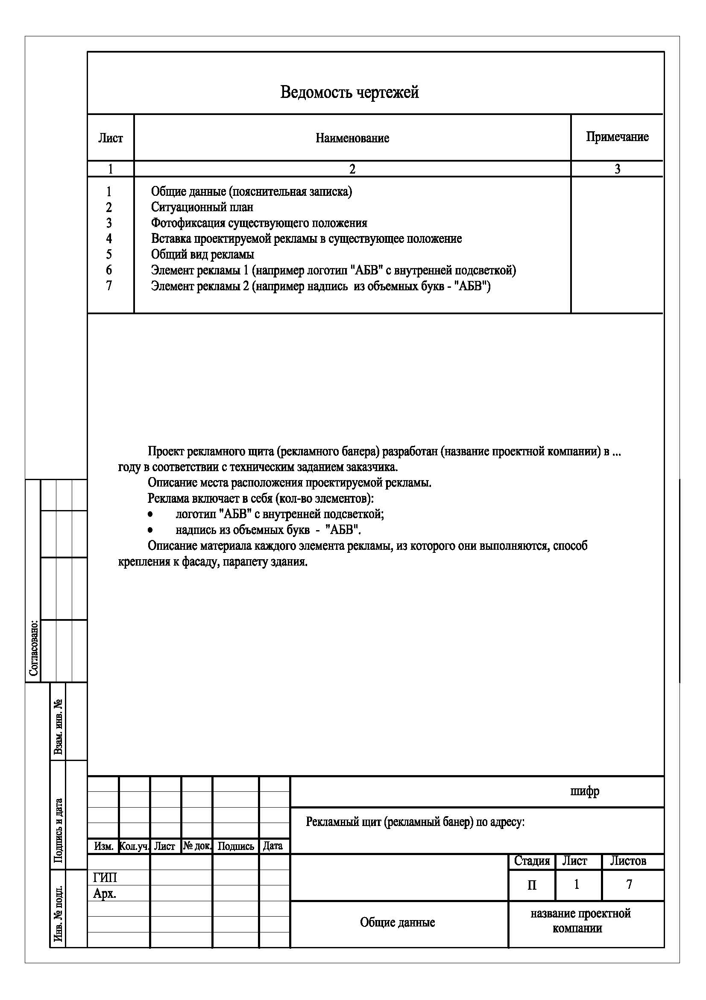 Ведомость чертежей
Лист Наименование Примечание
1 2 3
1 Общие данные (пояснительная записка)
2 Ситуационный план
3 Фотофиксация существующего положения
4 Вставка проектируемой рекламы в существующее положение
5 Общий вид рекламы
6 Элемент рекламы 1 (например логотип "АБВ" с внутренней подсветкой)
7 Элемент рекламы 2 (например надпись из объемных букв - "АБВ")
Проект рекламного щита (рекламного банера) разработан (название проектной компании) в ...
году в соответствии с техническим заданием заказчика.
Описание места расположения проектируемой рекламы.
Реклама включает в себя (кол-во элементов):
• логотип "АБВ" с внутренней подсветкой;
• надпись из объемных букв - "АБВ".
Описание материала каждого элемента рекламы, из которого они выполняются, способ
крепления к фасаду, парапету здания.
Согласовано:
Взам. инв. №
Подпись и дата
Инв. № подл.
шифр
Рекламный щит (рекламный банер) по адресу:
Изм. Кол.уч. Лист № док. Подпись Дата
Стадия Лист Листов
ГИП
П 1 7
Арх.
Общие данные
название проектной
компании